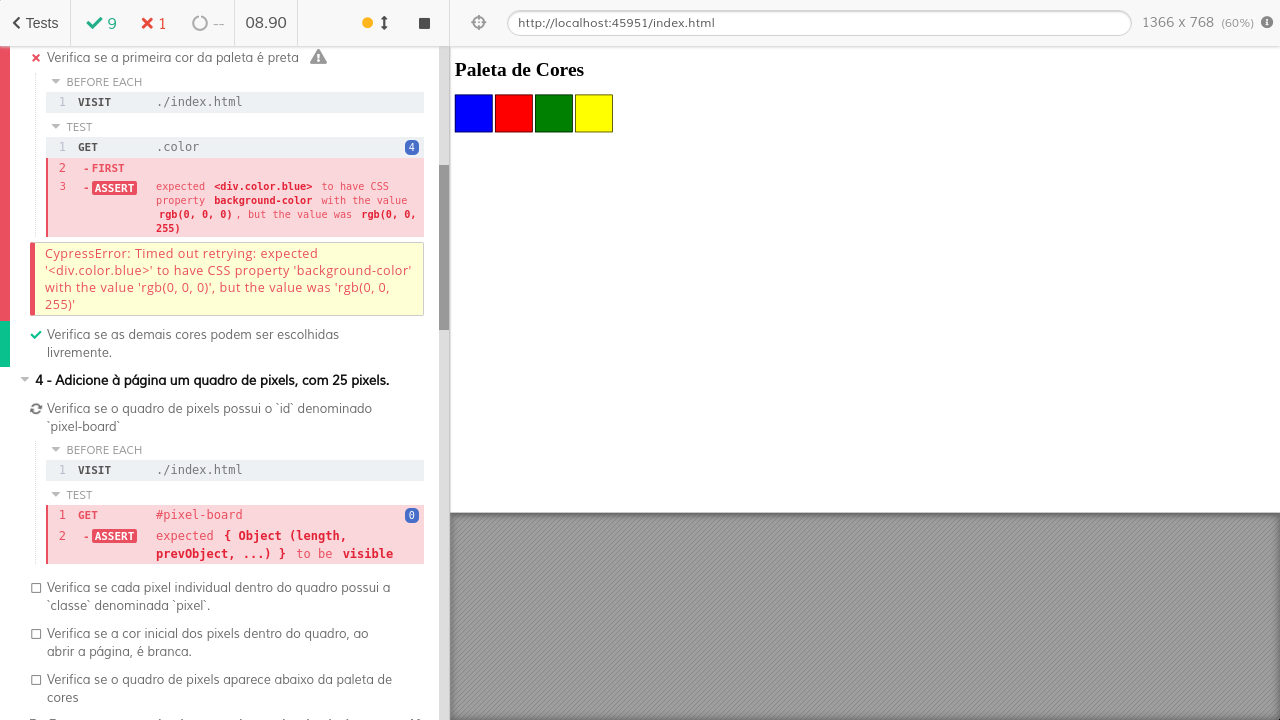 Tests 9 1 -- 08.90
http://localhost:45951/index.html 1366 x 768 (60%)
Verifica se a primeira cor da paleta é preta
BEFORE EACH
1 VISIT ./index.html
TEST
1 GET .color 4
2 - FIRST
3 - ASSERT expected <div.color.blue> to have CSS
property background-color with the value
rgb(0, 0, 0) , but the value was rgb(0, 0,
255)
CypressError: Timed out retrying: expected
'<div.color.blue>' to have CSS property 'background-color'
with the value 'rgb(0, 0, 0)', but the value was 'rgb(0, 0,
255)'
Verifica se as demais cores podem ser escolhidas
livremente.
4 - Adicione à página um quadro de pixels, com 25 pixels.
Verifica se o quadro de pixels possui o `id` denominado
`pixel-board`
BEFORE EACH
1 VISIT ./index.html
TEST
1 GET #pixel-board 0
2 - ASSERT expected { Object (length,
prevObject, ...) } to be visible
Verifica se cada pixel individual dentro do quadro possui a
`classe` denominada `pixel`.
Verifica se a cor inicial dos pixels dentro do quadro, ao
abrir a página, é branca.
Verifica se o quadro de pixels aparece abaixo da paleta de
cores
Paleta de Cores